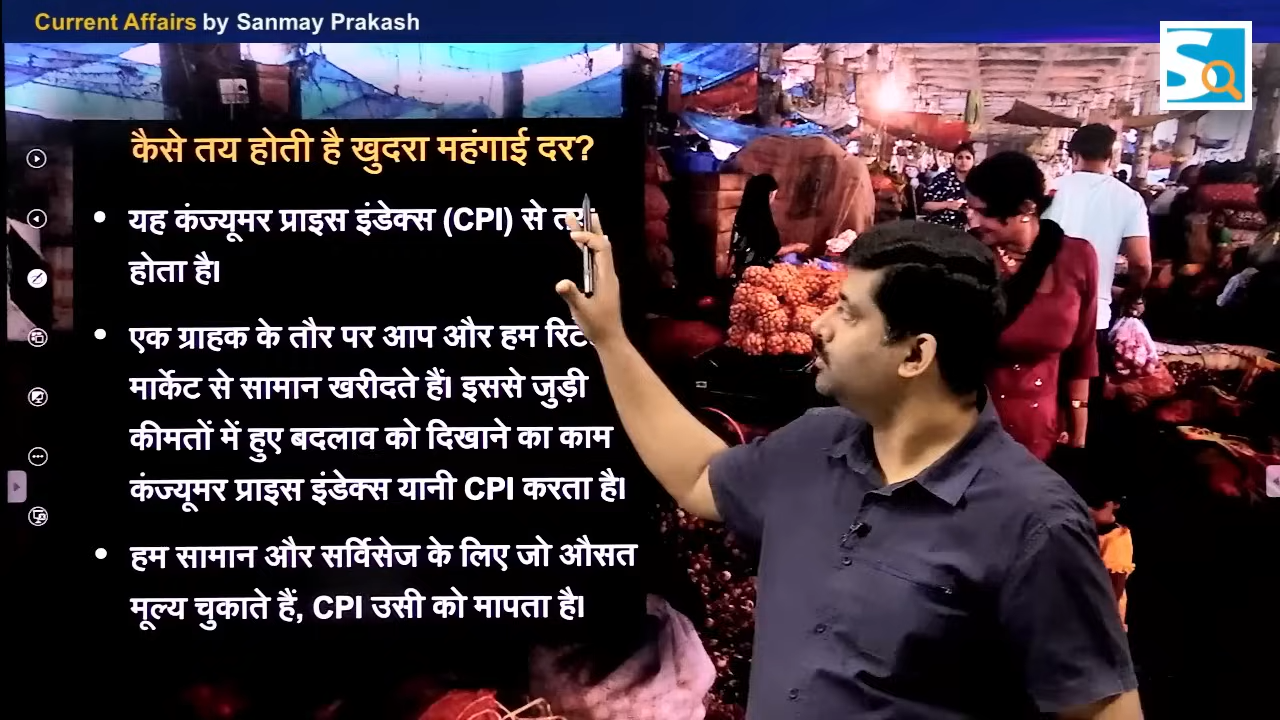 Current Affairs by Sanmay Prakash
SQ
कैसे तय होती है खुदरा महंगाई दर?
• यह कंज्यूमर प्राइस इंडेक्स (CPI) से
होता है।
• एक ग्राहक के तौर पर आप और हम
मार्केट से सामान खरीदते हैं। इससे जुड़ी
कीमतों में हुए बदलाव को दिखाने का काम
कंज्यूमर प्राइस इंडेक्स यानी CPI करता है।
• हम सामान और सर्विसेज के लिए जो औसत
मूल्य चुकाते हैं, CPI उसी को मापता है।